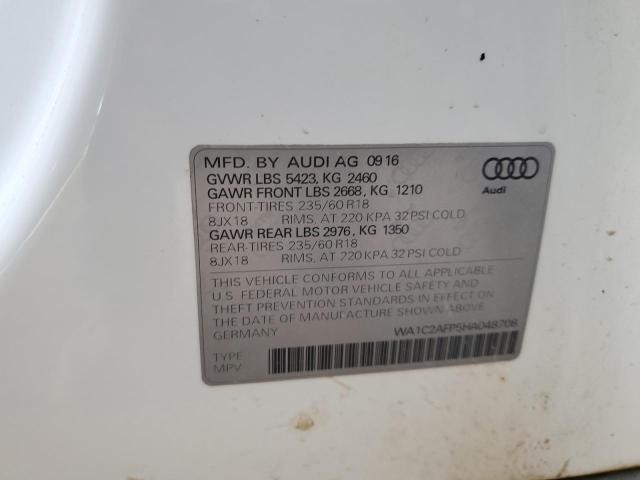 MFD. BY AUDI AG 09 16
GVWR LBS 5423, KG 2460
GAWR FRONT LBS 2668, KG 1210
FRONT-TIRES 235/60 R18
8JX18 RIMS, AT 220 KPA 32 PSI COLD
GAWR REAR LBS 2976, KG 1350
REAR-TIRES 235/60 R18
8JX18 RIMS, AT 220 KPA 32 PSI COLD
Audi
THIS VEHICLE CONFORMS TO ALL APPLICABLE
U.S. FEDERAL MOTOR VEHICLE SAFETY AND
THEFT PREVENTION STANDARDS IN EFFECT ON
THE DATE OF MANUFACTURE SHOWN ABOVE.
GERMANY
WA1C2AFP5HA048708
TYPE
MPV